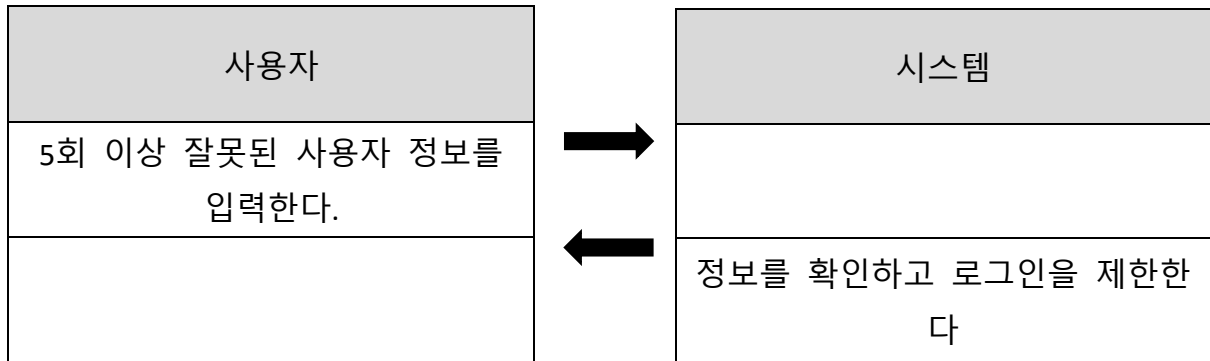 사용자
시스템
5회 이상 잘못된 사용자 정보를
입력한다.
정보를 확인하고 로그인을 제한한
다